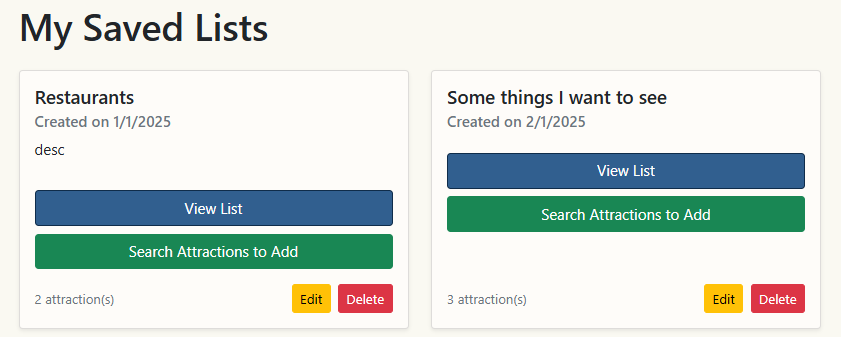 My Saved Lists
Restaurants
Created on 1/1/2025
desc
View List
Search Attractions to Add
2 attraction(s)
Edit
Delete
Some things I want to see
Created on 2/1/2025
View List
Search Attractions to Add
3 attraction(s)
Edit
Delete